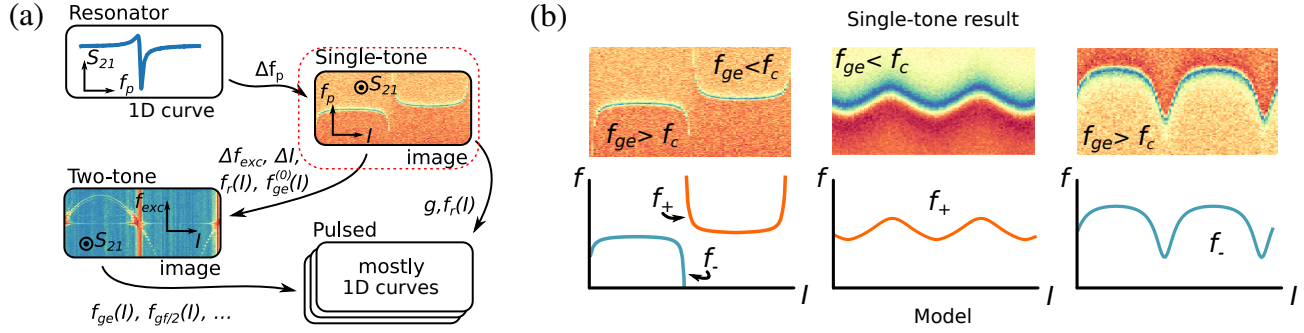 (a)
Resonator
S21
fp
1D curve
Δfp
Single-tone
fp
S21
I
image
Δfexc, ΔI,
fr(I), fge(0)(I)
g,fr(I)
Two-tone
fexc
I
S21
image
Pulsed
mostly
1D curves
fge(I), fgf/2(I), ...
(b)
Single-tone result
fge<fc
fge> fc
fge< fc
fge> fc
f
f+
f-
I
f
f+
I
f
f-
I
Model